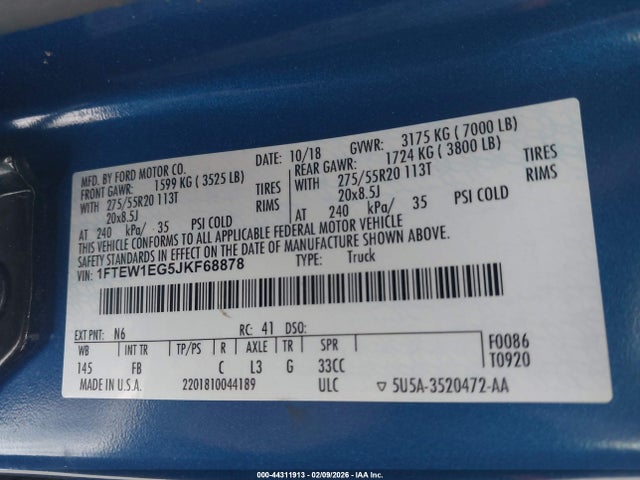 MFD. BY FORD MOTOR CO.
DATE: 10/18
GVWR: 3175 KG ( 7000 LB)
FRONT GAWR: 1599 KG ( 3525 LB)
REAR GAWR: 1724 KG ( 3800 LB)
WITH 275/55R20 113T TIRES
275/55R20 113T TIRES
20x8.5J RIMS
WITH 20x8.5J RIMS
AT 240 kPa/ 35 PSI COLD
AT 240 kPa/ 35 PSI COLD
THIS VEHICLE CONFORMS TO ALL APPLICABLE FEDERAL MOTOR VEHICLE
SAFETY STANDARDS IN EFFECT ON THE DATE OF MANUFACTURE SHOWN ABOVE.
VIN: 1FTEW1EG5JKF68878 TYPE: Truck
EXT PNT: N6 RC: 41 DSO:
WB INT TR TP/PS R AXLE TR SPR F0086
145 FB C L3 G 33CC T0920
MADE IN U.S.A. 2201810044189 ULC ▽ 5U5A-3520472-AA
000-44311913 - 02/09/2026 - IAA Inc.